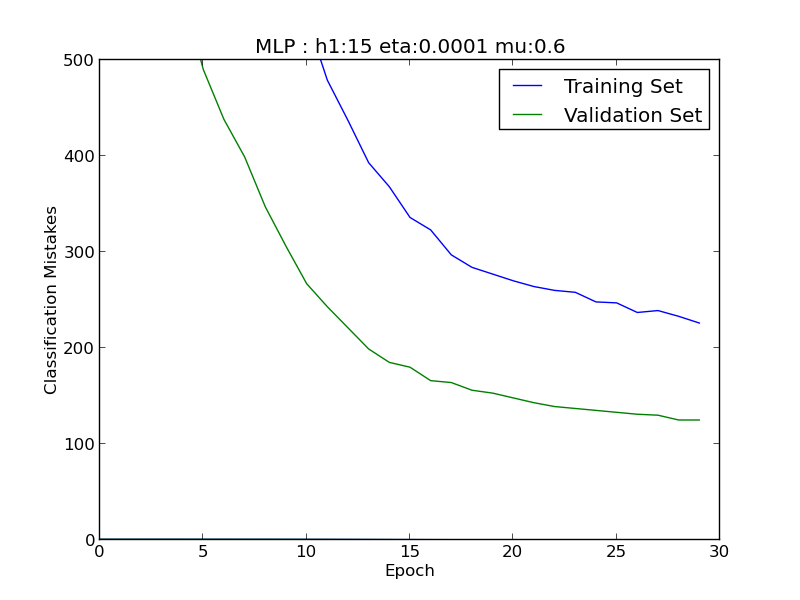 MLP : h1:15 eta:0.0001 mu:0.6
Training Set
Validation Set
500
400
300
200
100
0
Classification Mistakes
0 5 10 15 20 25 30
Epoch